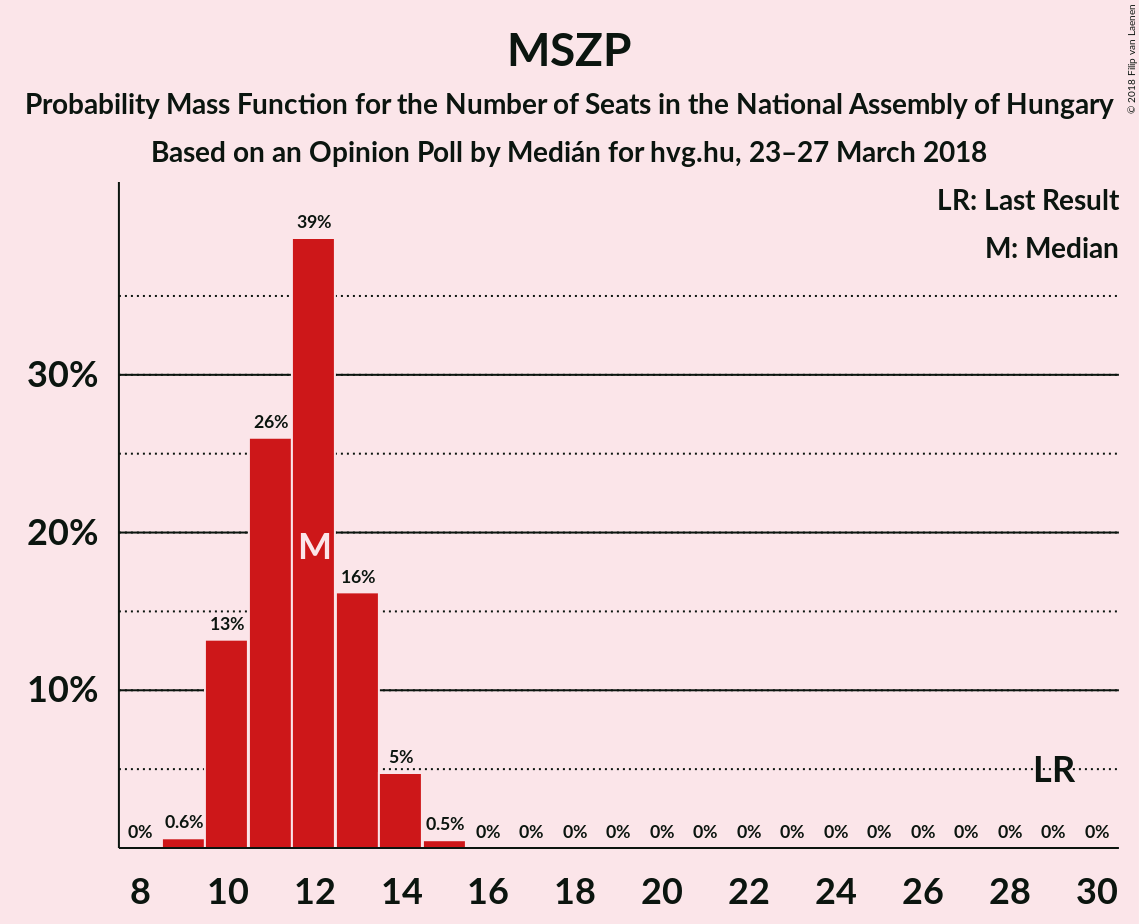 MSZP
Probability Mass Function for the Number of Seats in the National Assembly of Hungary
Based on an Opinion Poll by Medián for hvg.hu, 23–27 March 2018
© 2018 Filip van Laenen
LR: Last Result
M: Median
39%
30%
26%
20%
M
16%
13%
10%
5%
LR
0% 0.6% 0.5% 0% 0% 0% 0% 0% 0% 0% 0% 0% 0% 0% 0% 0% 0% 0%
8 10 12 14 16 18 20 22 24 26 28 30